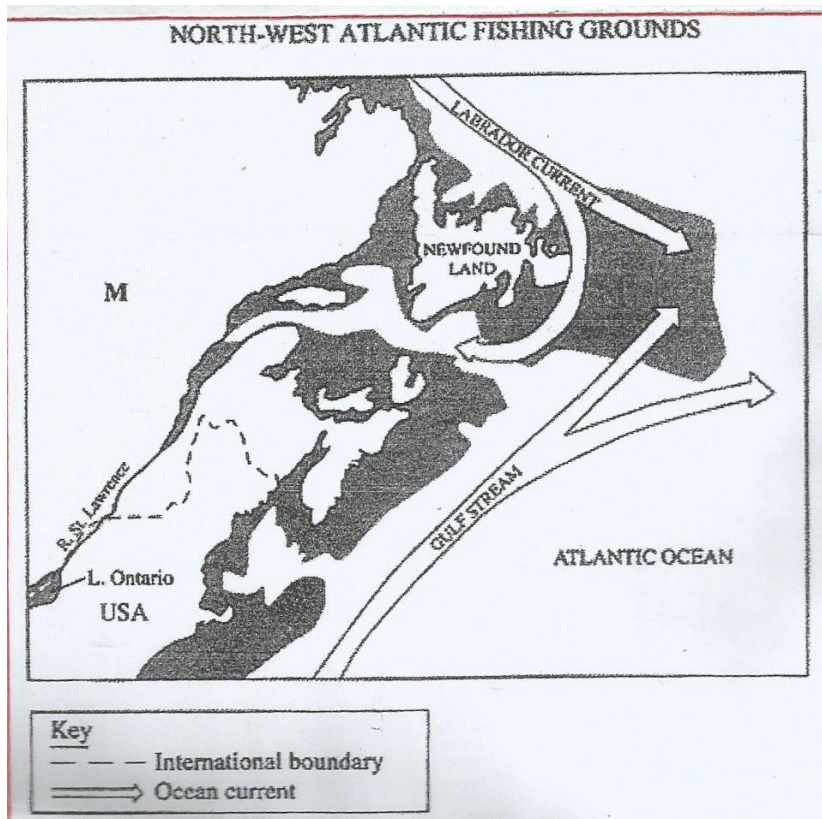 NORTH-WEST ATLANTIC FISHING GROUNDS
LABRADOR CURRENT
NEWFOUND
LAND
M
R. St. Lawrence
GULF STREAM
L. Ontario
USA
ATLANTIC OCEAN
Key
International boundary
Ocean current